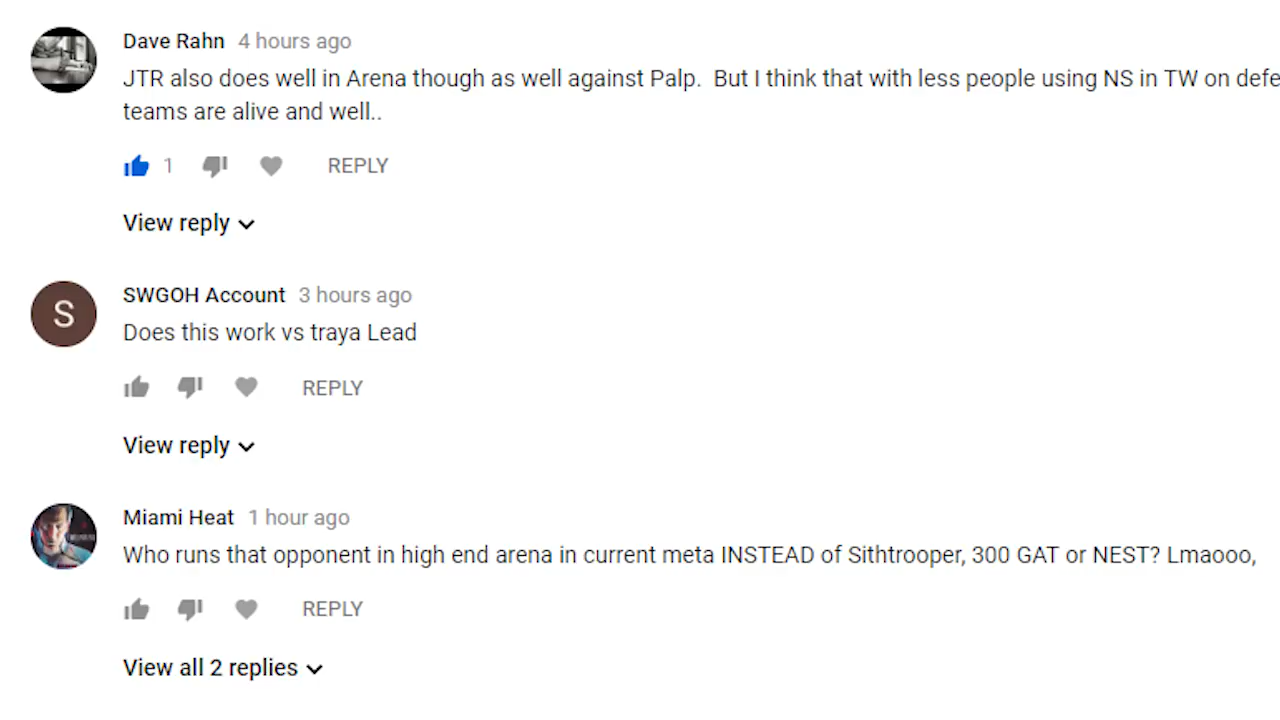 Dave Rahn 4 hours ago
JTR also does well in Arena though as well against Palp. But I think that with less people using NS in TW on defe
teams are alive and well..
1 REPLY
View reply
S
SWGOH Account 3 hours ago
Does this work vs traya Lead
REPLY
View reply
Miami Heat 1 hour ago
Who runs that opponent in high end arena in current meta INSTEAD of Sithtrooper, 300 GAT or NEST? Lmaooo,
REPLY
View all 2 replies